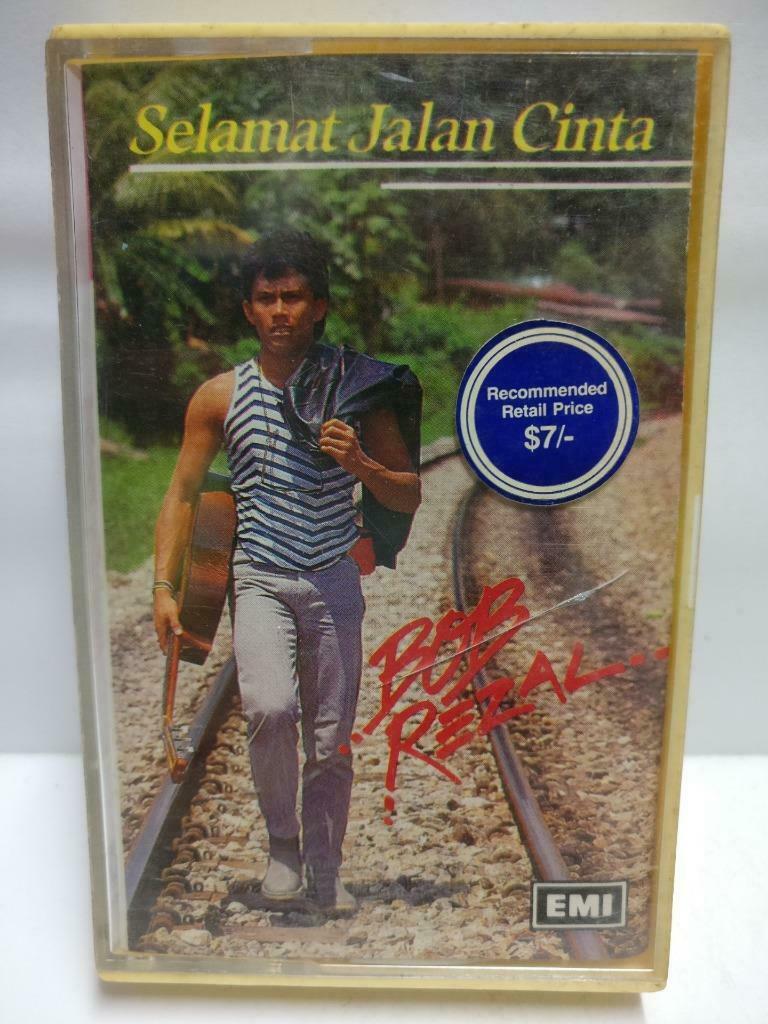 Selamat Jalan Cinta
Recommended
Retail Price
$7/-
BOB
REZAL
EMI